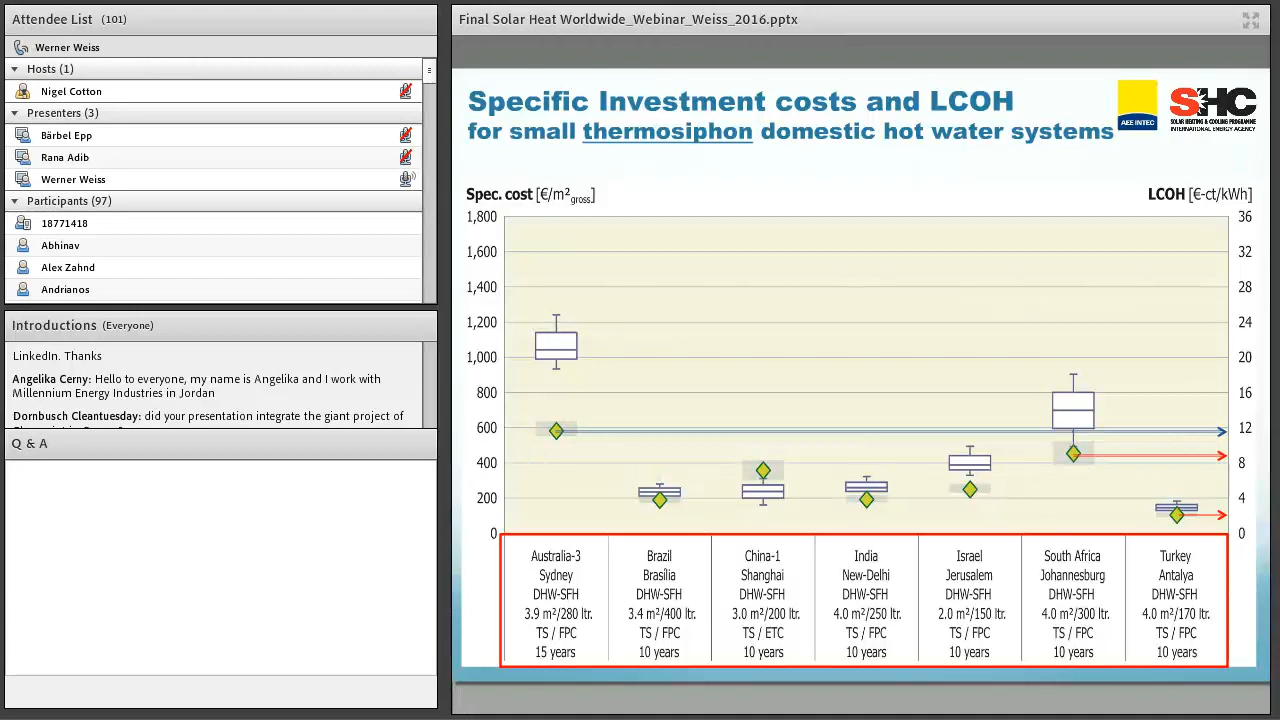 Attendee List (101)
Werner Weiss
Hosts (1)
Nigel Cotton
Presenters (3)
Bärbel Epp
Rana Adib
Werner Weiss
Participants (97)
18771418
Abhinav
Alex Zahnd
Andrianos
Introductions (Everyone)
LinkedIn. Thanks
Angelika Cerny: Hello to everyone, my name is Angelika and I work with
Millennium Energy Industries in Jordan
Dornbusch Cleantuesday: did your presentation integrate the giant project of
Q & A
Final Solar Heat Worldwide_Webinar_Weiss_2016.pptx
Specific Investment costs and LCOH
for small thermosiphon domestic hot water systems
AEE INTEC
SHC
SOLAR HEATING & COOLING PROGRAMME
INTERNATIONAL ENERGY AGENCY
Spec. cost [€/m²gross]
LCOH [€-ct/kWh]
1,800 36
1,600 32
1,400 28
1,200 24
1,000 20
800 16
600 12
400 8
200 4
0 0
Australia-3 Brazil China-1 India Israel South Africa Turkey
Sydney Brasília Shanghai New-Delhi Jerusalem Johannesburg Antalya
DHW-SFH DHW-SFH DHW-SFH DHW-SFH DHW-SFH DHW-SFH DHW-SFH
3.9 m²/280 ltr. 3.4 m²/400 ltr. 3.0 m²/200 ltr. 4.0 m²/250 ltr. 2.0 m²/150 ltr. 4.0 m²/300 ltr. 4.0 m²/170 ltr.
TS / FPC TS / FPC TS / ETC TS / FPC TS / FPC TS / FPC TS / FPC
15 years 10 years 10 years 10 years 10 years 10 years 10 years